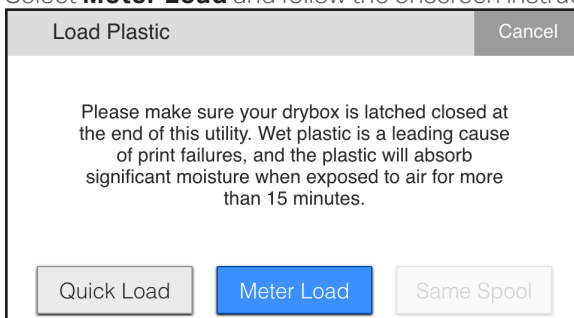 Select Meter Load and follow the onscreen instruc
Load Plastic
Cancel
Please make sure your drybox is latched closed at
the end of this utility. Wet plastic is a leading cause
of print failures, and the plastic will absorb
significant moisture when exposed to air for more
than 15 minutes.
Quick Load
Meter Load
Same Spool